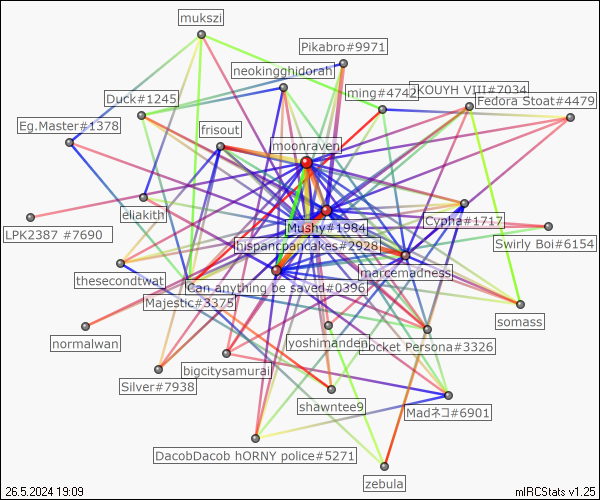 mukszi
Pikabro#9971
neokingghidorah
ming#4742
KOUYH VIII#7034
Duck#1245
Fedora Stoat#4479
Eg.Master#1378
frisout
moonraven
eliakith
Cypha#1717
LPK2387 #7690
Mushy#1984
Swirly Boi#6154
hispancpancakes#2928
thesecondtwat
marcemadness
Can anything be saved#0396
Majestic#3375
somass
normalwan
yoshimanden
Locket Persona#3326
bigcitysamurai
Silver#7938
shawntee9
Madネコ#6901
DacobDacob hORNY police#5271
zebula
26.5.2024 19:09
mIRCStats v1.25